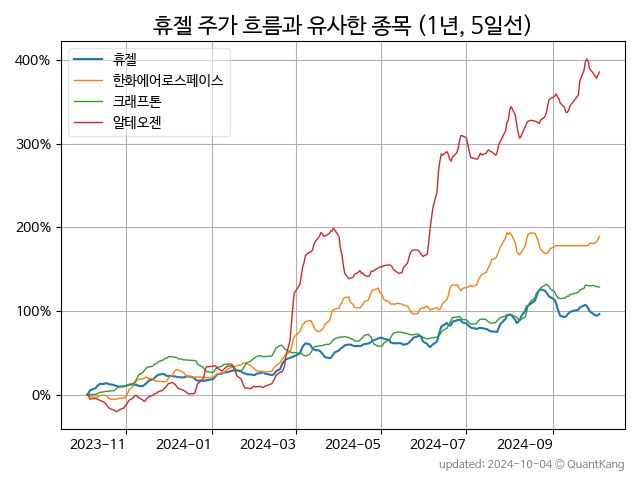 휴젤 주가 흐름과 유사한 종목 (1년, 5일선)
휴젤
한화에어로스페이스
크래프톤
알테오젠
400%
300%
200%
100%
0%
2023-11 2024-01 2024-03 2024-05 2024-07 2024-09
updated: 2024-10-04 © QuantKang